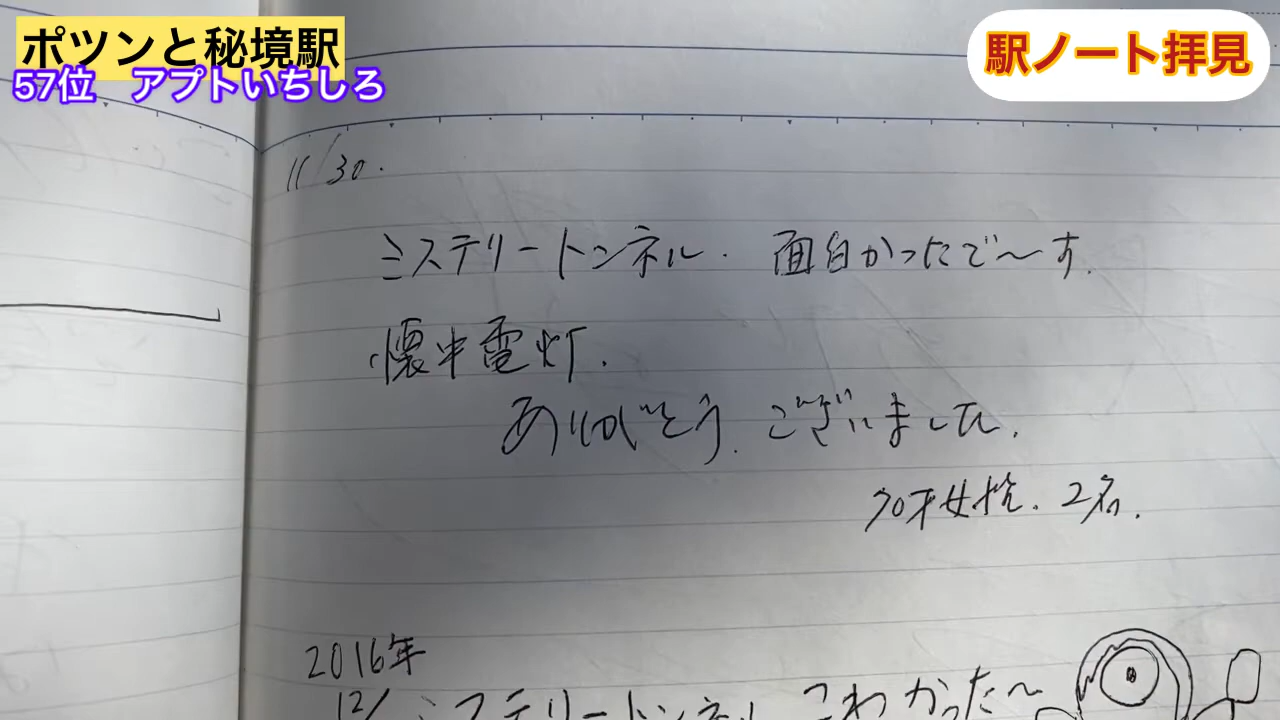 ポツンと秘境駅
57位 アプトいちしろ
駅ノート拝見
11/30.
ミステリートンネル. 面白かったで〜す.
懐中電灯.
ありがとう. ございました.
70才女性. 2名.
2016年
12/ ミステリートンネル こわかった〜